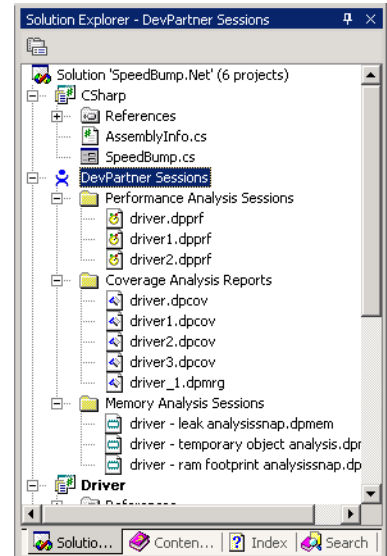 Solution Explorer - DevPartner Sessions
Solution 'SpeedBump.Net' (6 projects)
CSharp
References
AssemblyInfo.cs
SpeedBump.cs
DevPartner Sessions
Performance Analysis Sessions
driver.dpprf
driver1.dpprf
driver2.dpprf
Coverage Analysis Reports
driver.dpcov
driver1.dpcov
driver2.dpcov
driver3.dpcov
driver_1.dpmrg
Memory Analysis Sessions
driver - leak analysissnap.dpmem
driver - temporary object analysis.dpr
driver - ram footprint analysissnap.dp
Driver
References
Solutio... Conten... Index Search